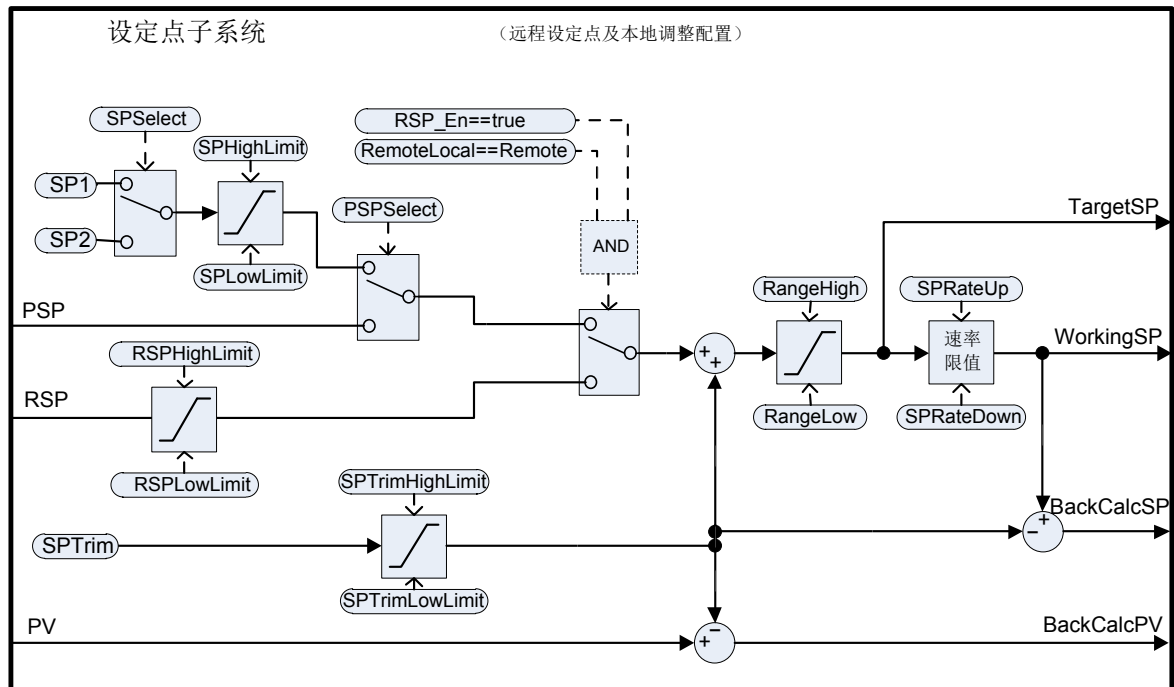 设定点子系统
（远程设定点及本地调整配置）
SPSelect
RSP_En==true
SPHighLimit
RemoteLocal==Remote
SP1
TargetSP
PSPSelect
SP2
AND
SPLowLimit
RangeHigh
SPRateUp
PSP
WorkingSP
速率
限值
RSPHighLimit
RSP
RangeLow
SPRateDown
RSPLowLimit
SPTrimHighLimit
BackCalcSP
SPTrim
SPTrimLowLimit
PV
BackCalcPV